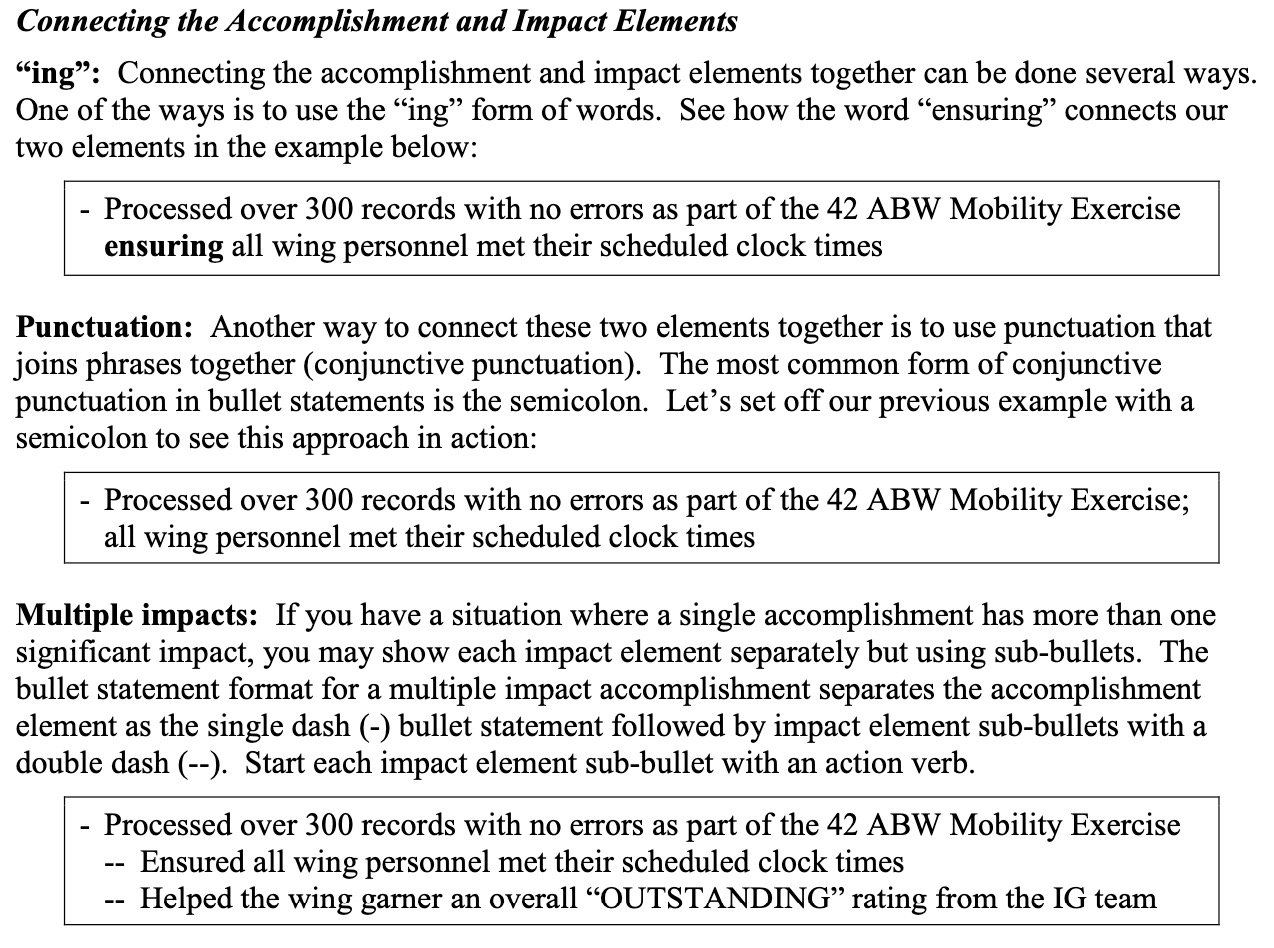 Connecting the Accomplishment and Impact Elements
“ing”:  Connecting the accomplishment and impact elements together can be done several ways.
One of the ways is to use the “ing” form of words.  See how the word “ensuring” connects our
two elements in the example below:
- Processed over 300 records with no errors as part of the 42 ABW Mobility Exercise
ensuring all wing personnel met their scheduled clock times
Punctuation:  Another way to connect these two elements together is to use punctuation that
joins phrases together (conjunctive punctuation).  The most common form of conjunctive
punctuation in bullet statements is the semicolon.  Let’s set off our previous example with a
semicolon to see this approach in action:
- Processed over 300 records with no errors as part of the 42 ABW Mobility Exercise;
all wing personnel met their scheduled clock times
Multiple impacts:  If you have a situation where a single accomplishment has more than one
significant impact, you may show each impact element separately but using sub-bullets.  The
bullet statement format for a multiple impact accomplishment separates the accomplishment
element as the single dash (-) bullet statement followed by impact element sub-bullets with a
double dash (--).  Start each impact element sub-bullet with an action verb.
- Processed over 300 records with no errors as part of the 42 ABW Mobility Exercise
-- Ensured all wing personnel met their scheduled clock times
-- Helped the wing garner an overall “OUTSTANDING” rating from the IG team